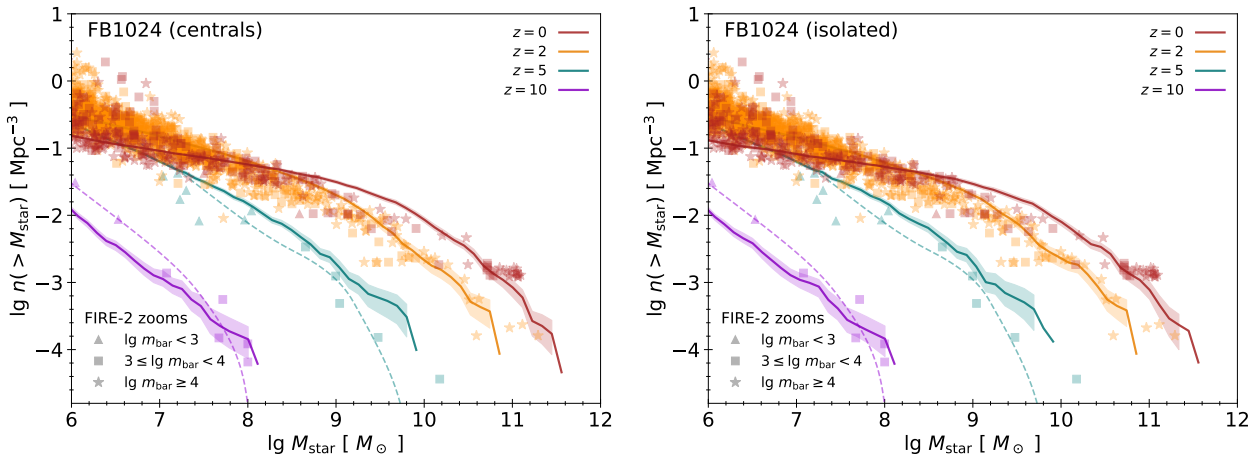 FB1024 (centrals)
z = 0
z = 2
z = 5
z = 10
1
0
−1
−2
−3
−4
lg n( > M_star) [ Mpc^−3 ]
FIRE-2 zooms
lg m_bar < 3
3 ≤ lg m_bar < 4
lg m_bar ≥ 4
6 7 8 9 10 11 12
lg M_star [ M_⊙ ]
FB1024 (isolated)
z = 0
z = 2
z = 5
z = 10
1
0
−1
−2
−3
−4
lg n( > M_star) [ Mpc^−3 ]
FIRE-2 zooms
lg m_bar < 3
3 ≤ lg m_bar < 4
lg m_bar ≥ 4
6 7 8 9 10 11 12
lg M_star [ M_⊙ ]